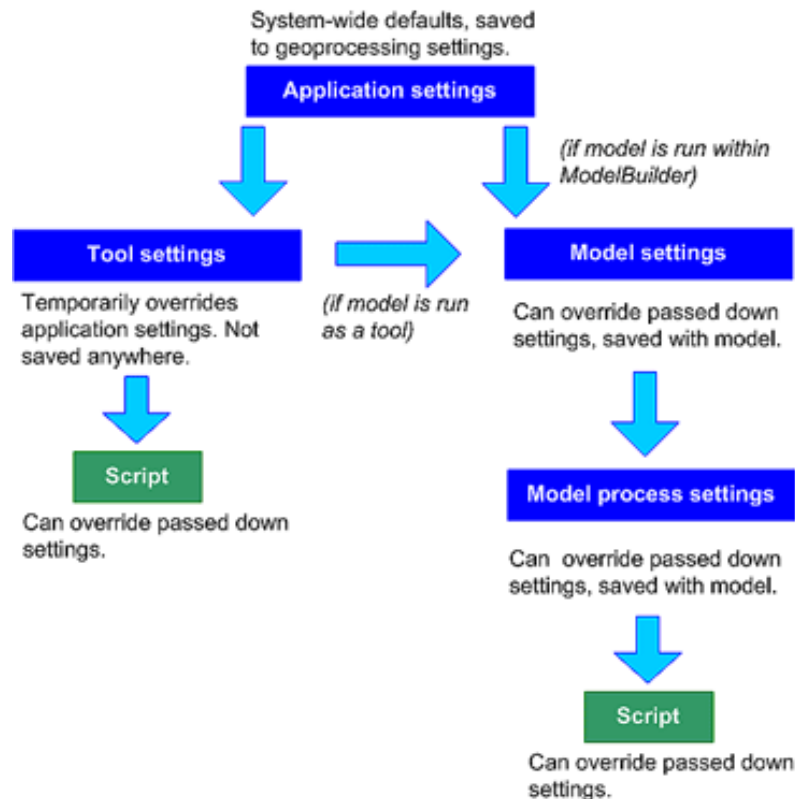 System-wide defaults, saved
to geoprocessing settings.
Application settings
(if model is run within
ModelBuilder)
Tool settings
Model settings
Temporarily overrides
application settings. Not
saved anywhere.
(if model is run
as a tool)
Can override passed down
settings, saved with model.
Script
Can override passed down
settings.
Model process settings
Can override passed down
settings, saved with model.
Script
Can override passed down
settings.